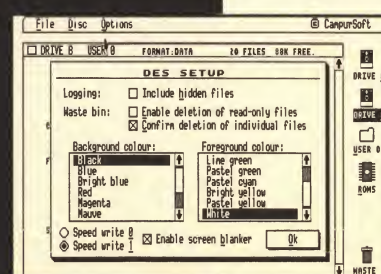 File Disc Options © CampurSoft
DRIVE B USER 0 FORMAT:DATA 20 FILES 88K FREE.
DES SETUP
Logging: Include hidden files
Waste bin: Enable deletion of read-only files
Confirm deletion of individual files
Background colour: Foreground colour:
Black Lime green
Blue Pastel green
Bright blue Pastel cyan
Red Bright yellow
Magenta Pastel yellow
Mauve White
Speed write 0
Speed write 1 Enable screen blanker Ok
DRIVE
DRIVE
USER 0
ROMS
WASTE